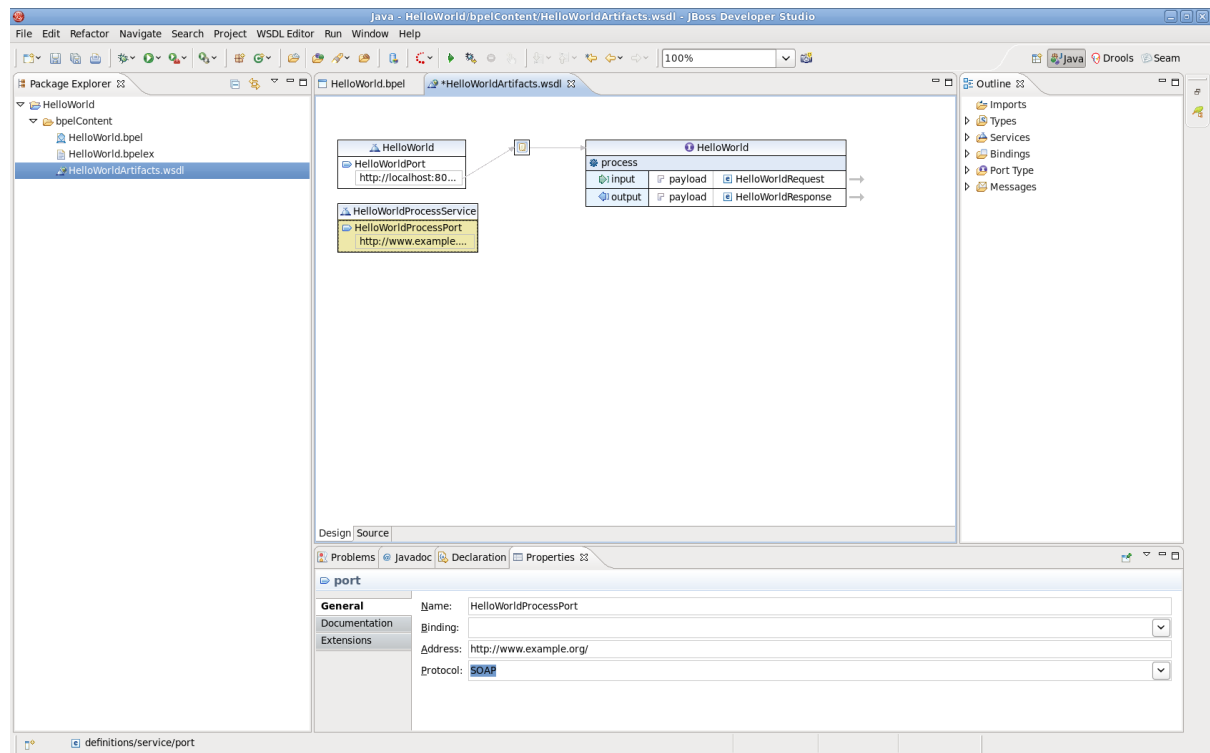 Java - HelloWorld/bpelContent/HelloWorldArtifacts.wsdl - JBoss Developer Studio
File Edit Refactor Navigate Search Project WSDL Editor Run Window Help
100%
Java Drools Seam
Package Explorer
HelloWorld
bpelContent
HelloWorld.bpel
HelloWorld.bpelex
HelloWorldArtifacts.wsdl
HelloWorld.bpel *HelloWorldArtifacts.wsdl
HelloWorld
HelloWorldPort
http://localhost:80...
HelloWorldProcessService
HelloWorldProcessPort
http://www.example....
HelloWorld
process
input payload HelloWorldRequest
output payload HelloWorldResponse
Design Source
Outline
Imports
Types
Services
Bindings
Port Type
Messages
Problems Javadoc Declaration Properties
port
General
Documentation
Extensions
Name: HelloWorldProcessPort
Binding:
Address: http://www.example.org/
Protocol: SOAP
definitions/service/port